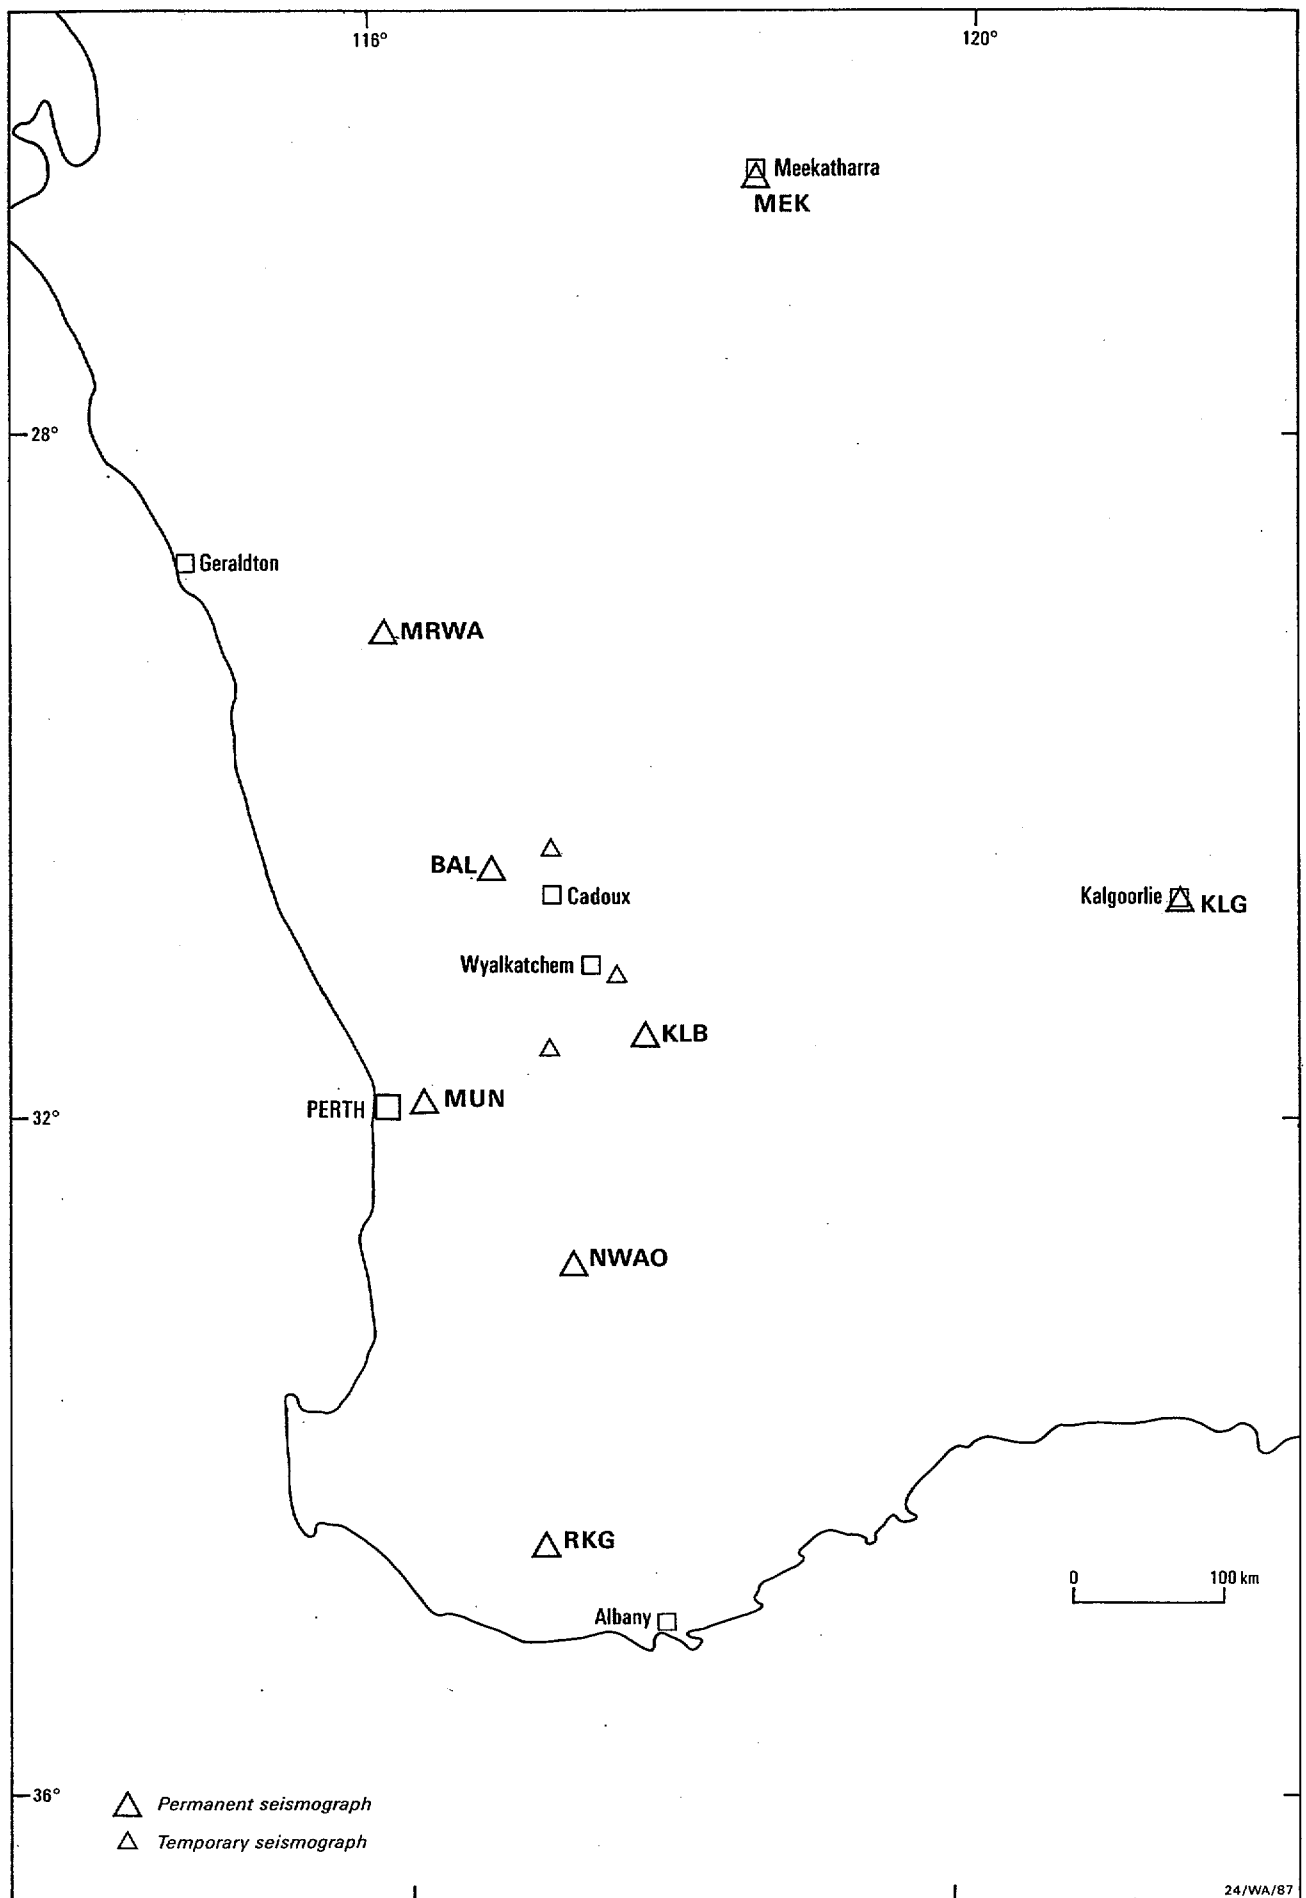 116°
120°
Meekatharra
MEK
28°
Geraldton
MRWA
BAL
Cadoux
Kalgoorlie
KLG
Wyalkatchem
KLB
PERTH
MUN
32°
NWAO
RKG
0
100 km
Albany
36°
Permanent seismograph
Temporary seismograph
24/WA/87